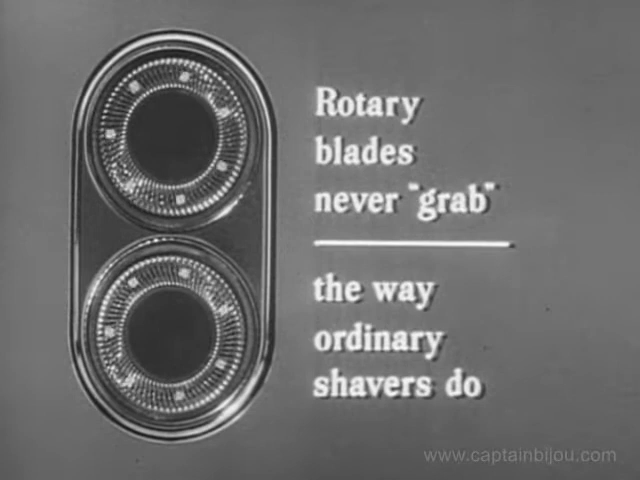 Rotary
blades
never "grab"
the way
ordinary
shavers do
www.captainbijou.com